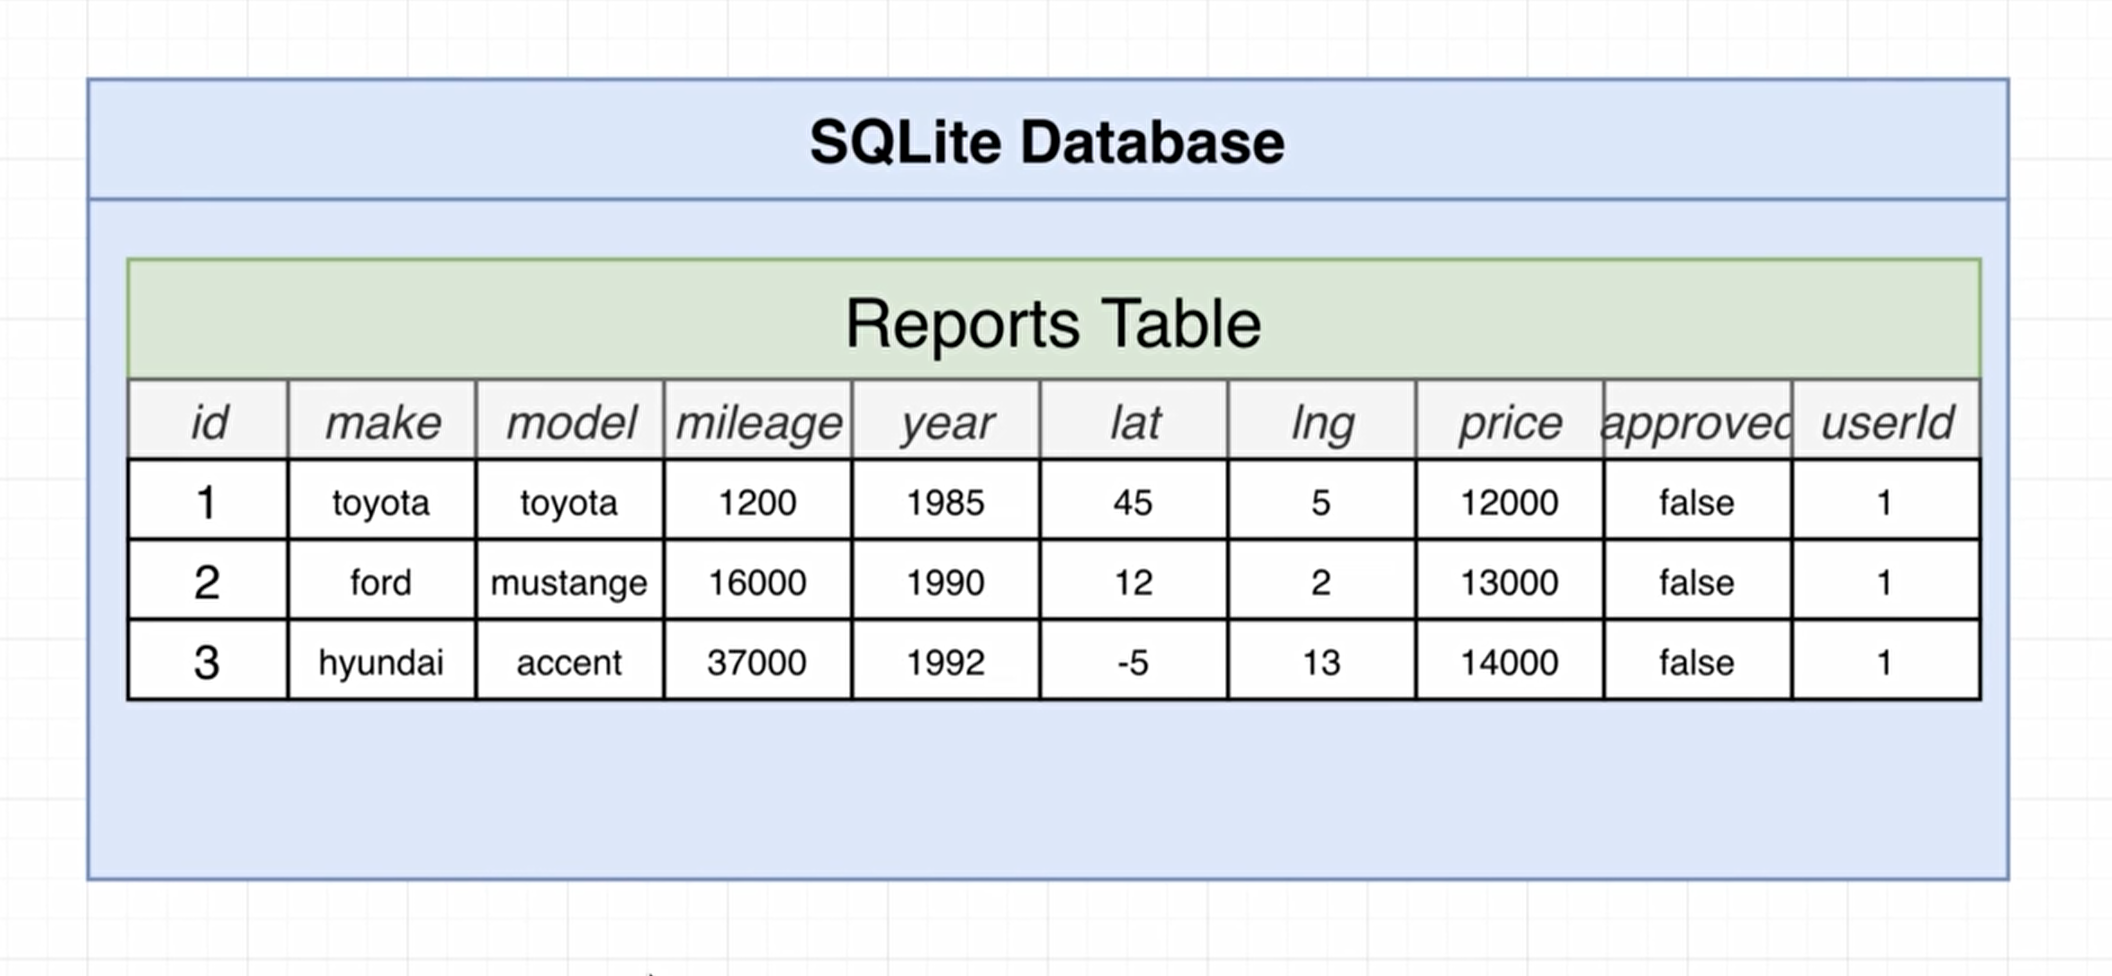 SQLite Database
Reports Table
id make model mileage year lat lng price approved userId
1 toyota toyota 1200 1985 45 5 12000 false 1
2 ford mustange 16000 1990 12 2 13000 false 1
3 hyundai accent 37000 1992 -5 13 14000 false 1